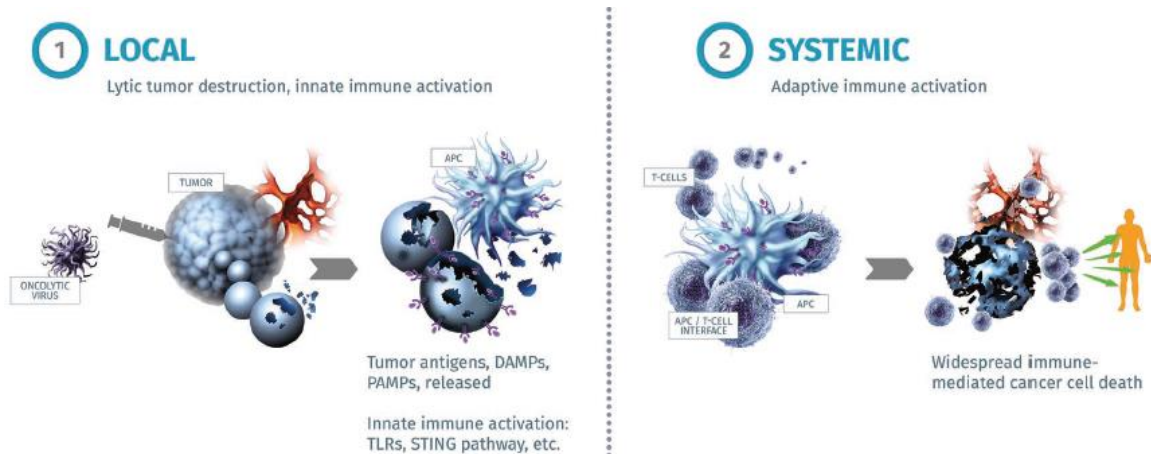 1 LOCAL
Lytic tumor destruction, innate immune activation
ONCOLYTIC
VIRUS
TUMOR
APC
Tumor antigens, DAMPs,
PAMPs, released
Innate immune activation:
TLRs, STING pathway, etc.
2 SYSTEMIC
Adaptive immune activation
T-CELLS
APC
APC / T-CELL
INTERFACE
Widespread immune-
mediated cancer cell death